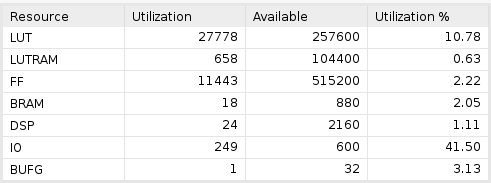 Resource Utilization Available Utilization %
LUT 27778 257600 10.78
LUTRAM 658 104400 0.63
FF 11443 515200 2.22
BRAM 18 880 2.05
DSP 24 2160 1.11
IO 249 600 41.50
BUFG 1 32 3.13